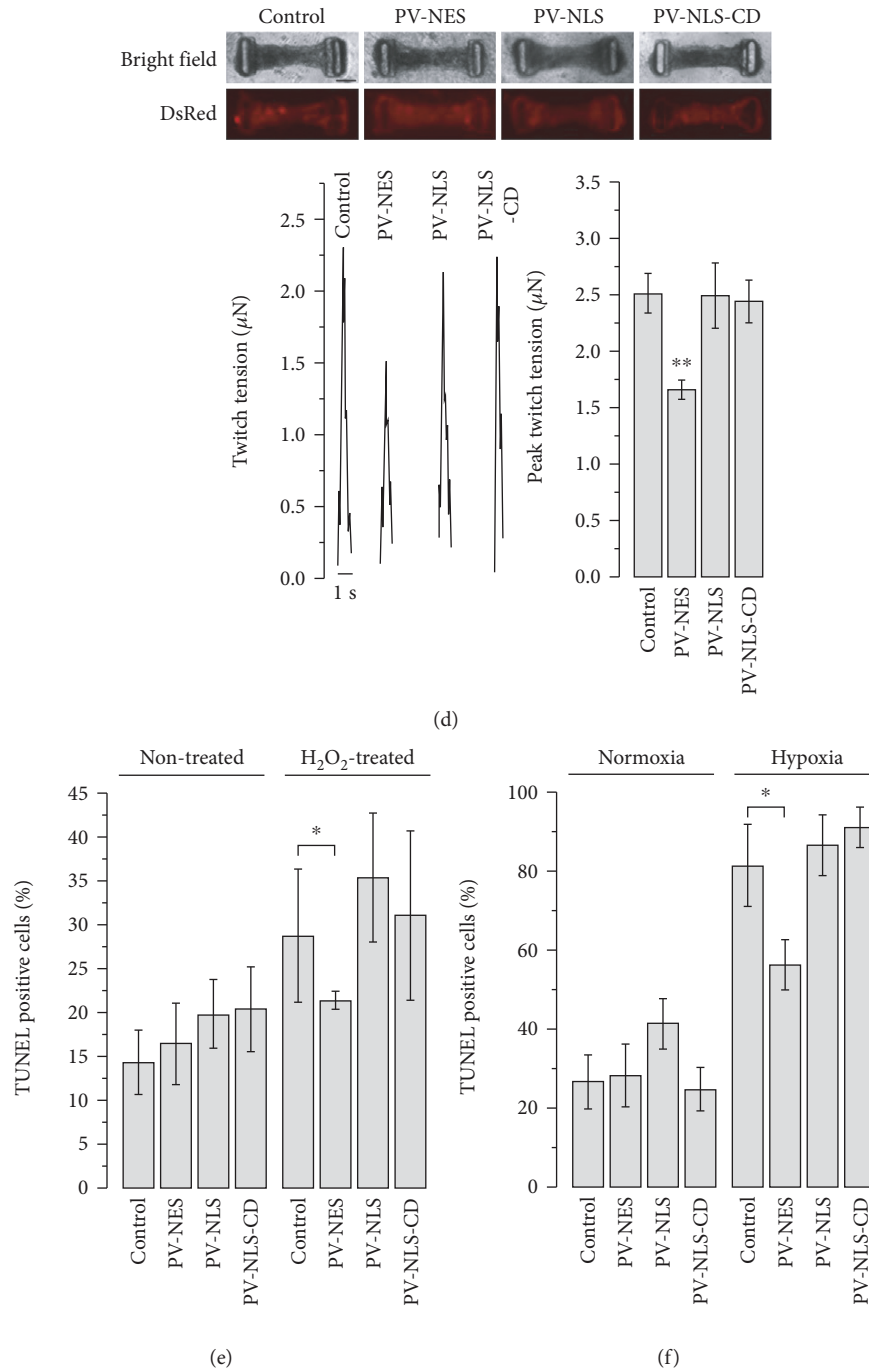 Control PV-NES PV-NLS PV-NLS-CD
Bright field
DsRed
Twitch tension (μN)
2.5
2.0
1.5
1.0
0.5
0.0
Control
PV-NES
PV-NLS
PV-NLS
-CD
1 s
Peak twitch tension (μN)
3.5
3.0
2.5
2.0
1.5
1.0
0.5
0.0
**
Control
PV-NES
PV-NLS
PV-NLS-CD
(d)
Non-treated H₂O₂-treated
TUNEL positive cells (%)
45
40
35
30
25
20
15
10
5
0
*
Control
PV-NES
PV-NLS
PV-NLS-CD
Control
PV-NES
PV-NLS
PV-NLS-CD
(e)
Normoxia Hypoxia
TUNEL positive cells (%)
100
80
60
40
20
0
*
Control
PV-NES
PV-NLS
PV-NLS-CD
Control
PV-NES
PV-NLS
PV-NLS-CD
(f)